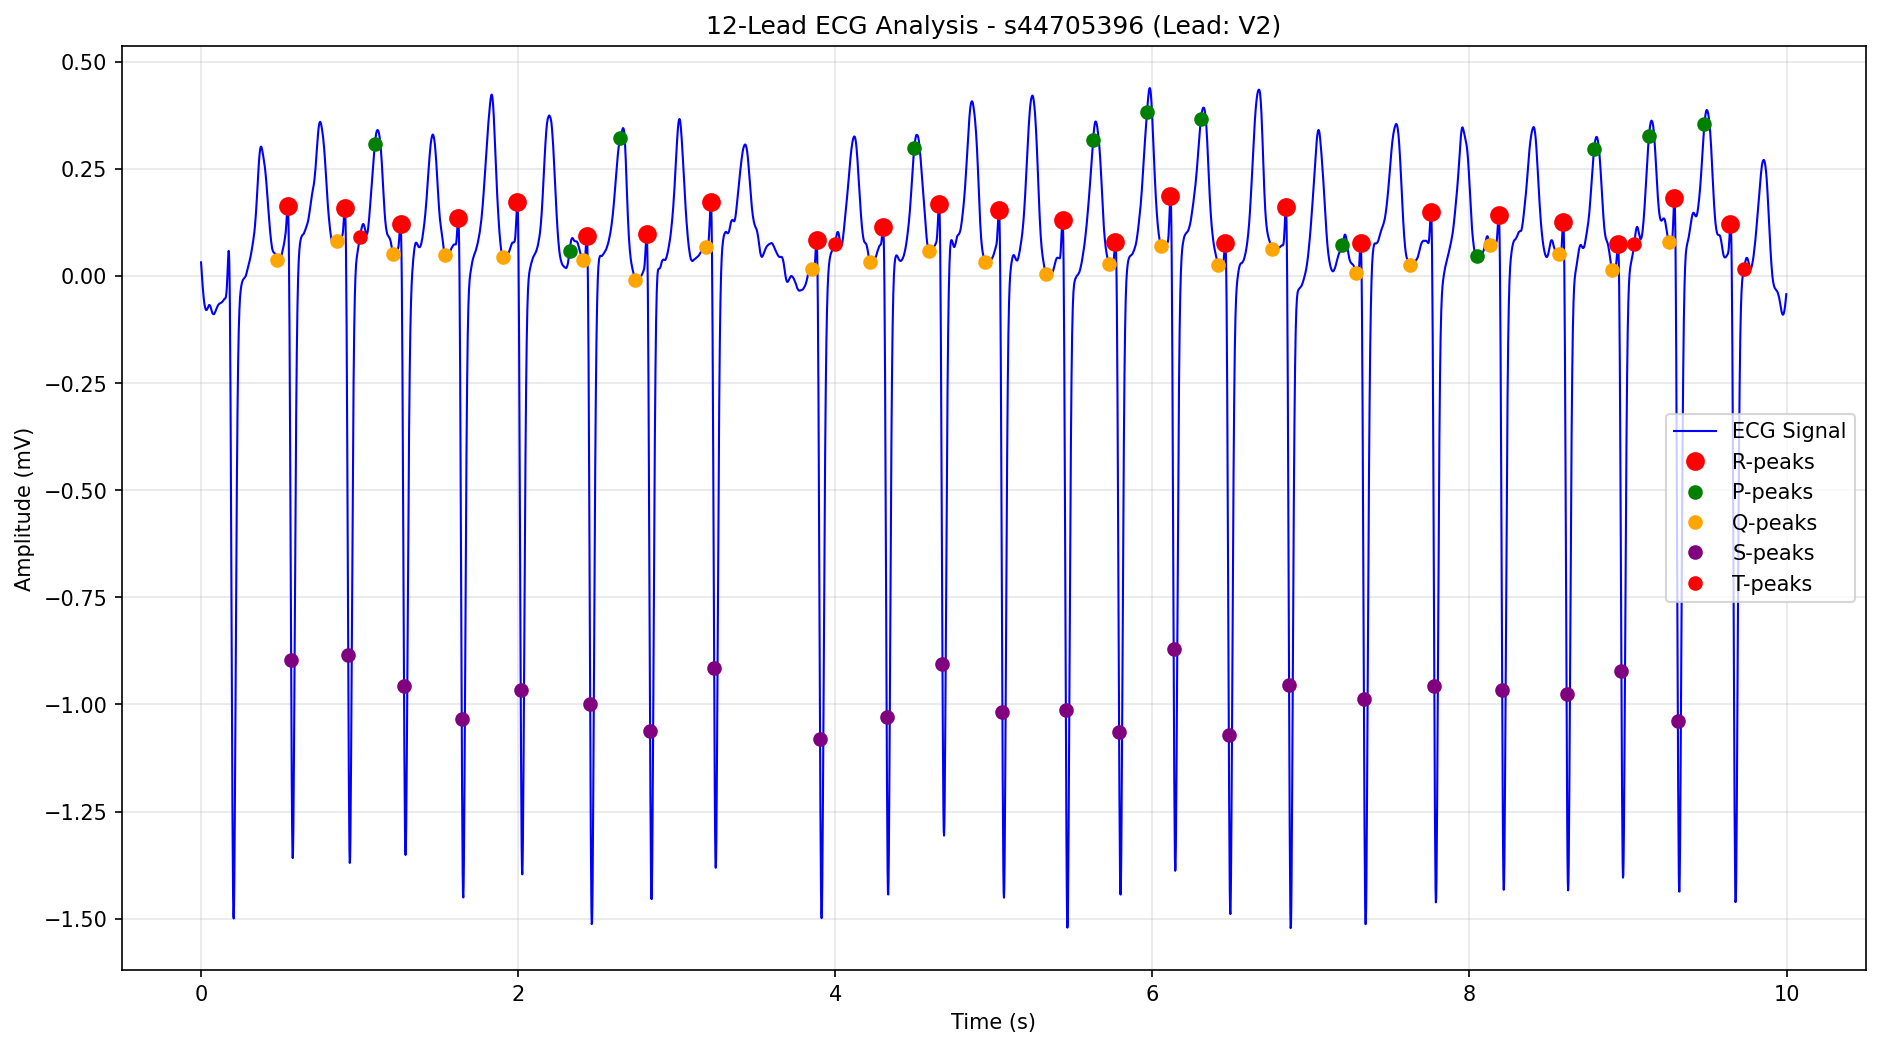 12-Lead ECG Analysis - s44705396 (Lead: V2)
Amplitude (mV)
0.50
0.25
0.00
−0.25
−0.50
−0.75
−1.00
−1.25
−1.50
ECG Signal
R-peaks
P-peaks
Q-peaks
S-peaks
T-peaks
0 2 4 6 8 10
Time (s)